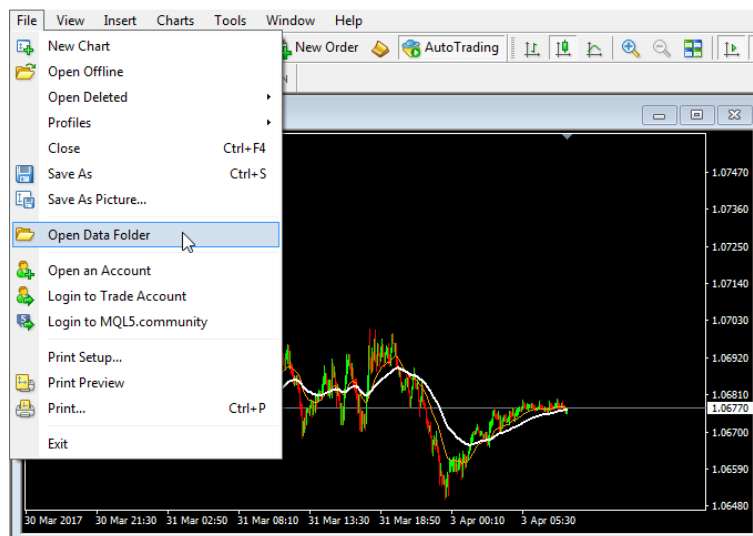 File View Insert Charts Tools Window Help
New Chart
New Order AutoTrading
Open Offline
Open Deleted
Profiles
Close Ctrl+F4
Save As Ctrl+S
Save As Picture...
Open Data Folder
Open an Account
Login to Trade Account
Login to MQL5.community
Print Setup...
Print Preview
Print... Ctrl+P
Exit
1.07470
1.07360
1.07250
1.07140
1.07030
1.06920
1.06810
1.06770
1.06700
1.06590
1.06480
30 Mar 2017 30 Mar 21:30 31 Mar 02:50 31 Mar 08:10 31 Mar 13:30 31 Mar 18:50 3 Apr 00:10 3 Apr 05:30